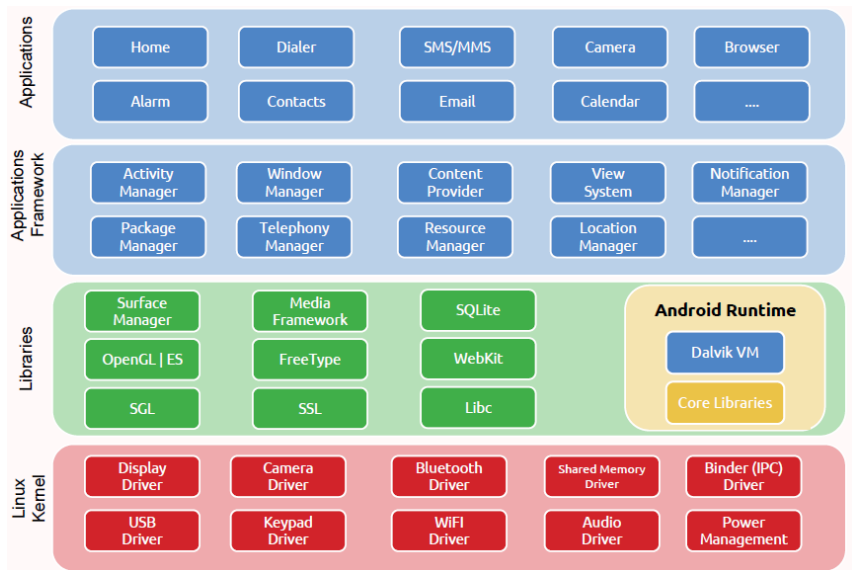 Applications
Home
Dialer
SMS/MMS
Camera
Browser
Alarm
Contacts
Email
Calendar
....
Applications
Framework
Activity
Manager
Window
Manager
Content
Provider
View
System
Notification
Manager
Package
Manager
Telephony
Manager
Resource
Manager
Location
Manager
....
Libraries
Surface
Manager
Media
Framework
SQLite
OpenGL | ES
FreeType
WebKit
SGL
SSL
Libc
Android Runtime
Dalvik VM
Core Libraries
Linux
Kernel
Display
Driver
Camera
Driver
Bluetooth
Driver
Shared Memory
Driver
Binder (IPC)
Driver
USB
Driver
Keypad
Driver
WiFI
Driver
Audio
Driver
Power
Management